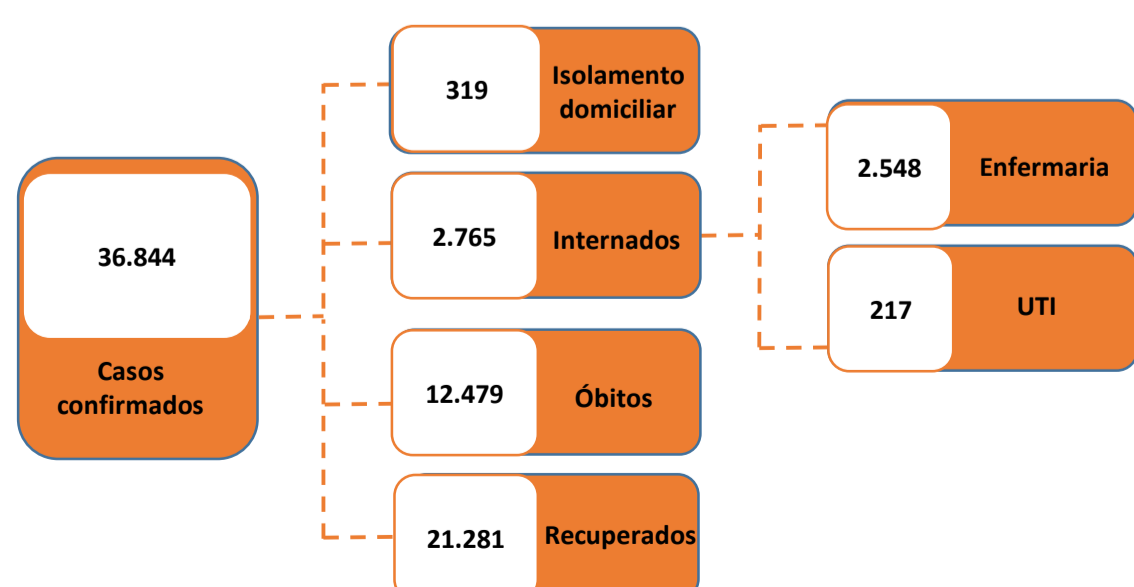 36.844
Casos
confirmados
319
Isolamento
domiciliar
2.765
Internados
12.479
Óbitos
21.281
Recuperados
2.548
Enfermaria
217
UTI